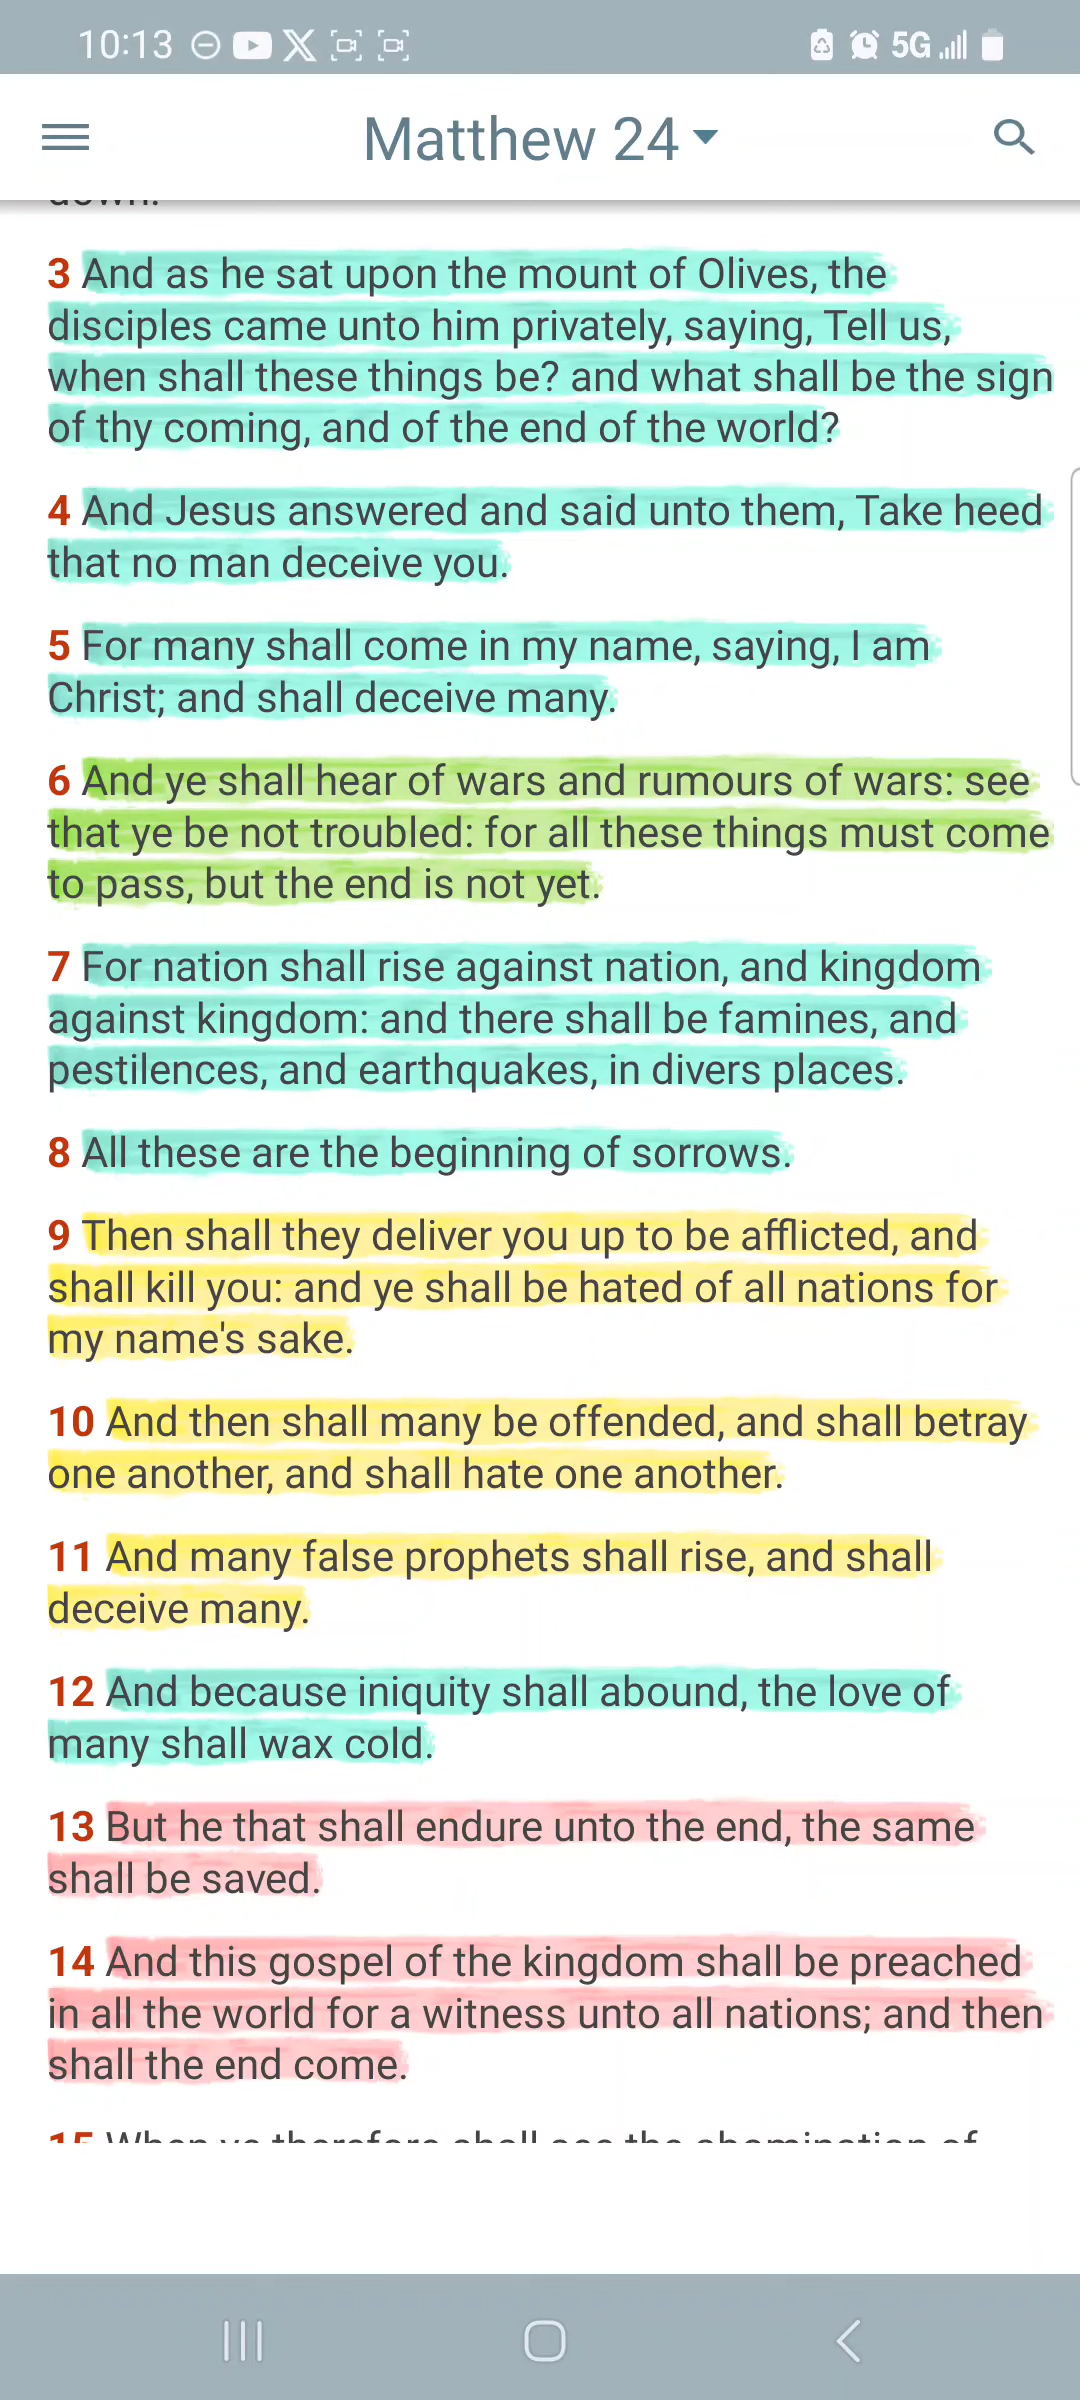 10:13
5G
Matthew 24
down.
3 And as he sat upon the mount of Olives, the
disciples came unto him privately, saying, Tell us,
when shall these things be? and what shall be the sign
of thy coming, and of the end of the world?
4 And Jesus answered and said unto them, Take heed
that no man deceive you.
5 For many shall come in my name, saying, I am
Christ; and shall deceive many.
6 And ye shall hear of wars and rumours of wars: see
that ye be not troubled: for all these things must come
to pass, but the end is not yet.
7 For nation shall rise against nation, and kingdom
against kingdom: and there shall be famines, and
pestilences, and earthquakes, in divers places.
8 All these are the beginning of sorrows.
9 Then shall they deliver you up to be afflicted, and
shall kill you: and ye shall be hated of all nations for
my name's sake.
10 And then shall many be offended, and shall betray
one another, and shall hate one another.
11 And many false prophets shall rise, and shall
deceive many.
12 And because iniquity shall abound, the love of
many shall wax cold.
13 But he that shall endure unto the end, the same
shall be saved.
14 And this gospel of the kingdom shall be preached
in all the world for a witness unto all nations; and then
shall the end come.
15 When ye therefore shall see the abomination of